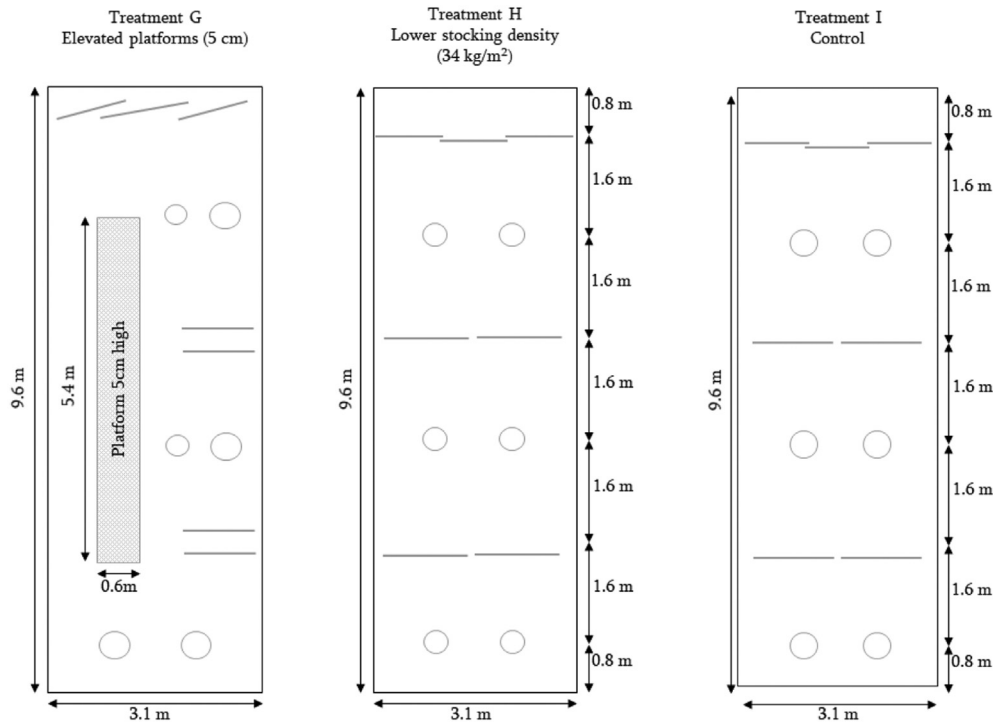 Treatment G
Elevated platforms (5 cm)
9.6 m
5.4 m
Platform 5cm high
0.6m
3.1 m
Treatment H
Lower stocking density
(34 kg/m²)
9.6 m
0.8 m
1.6 m
1.6 m
1.6 m
1.6 m
1.6 m
0.8 m
3.1 m
Treatment I
Control
9.6 m
0.8 m
1.6 m
1.6 m
1.6 m
1.6 m
1.6 m
0.8 m
3.1 m